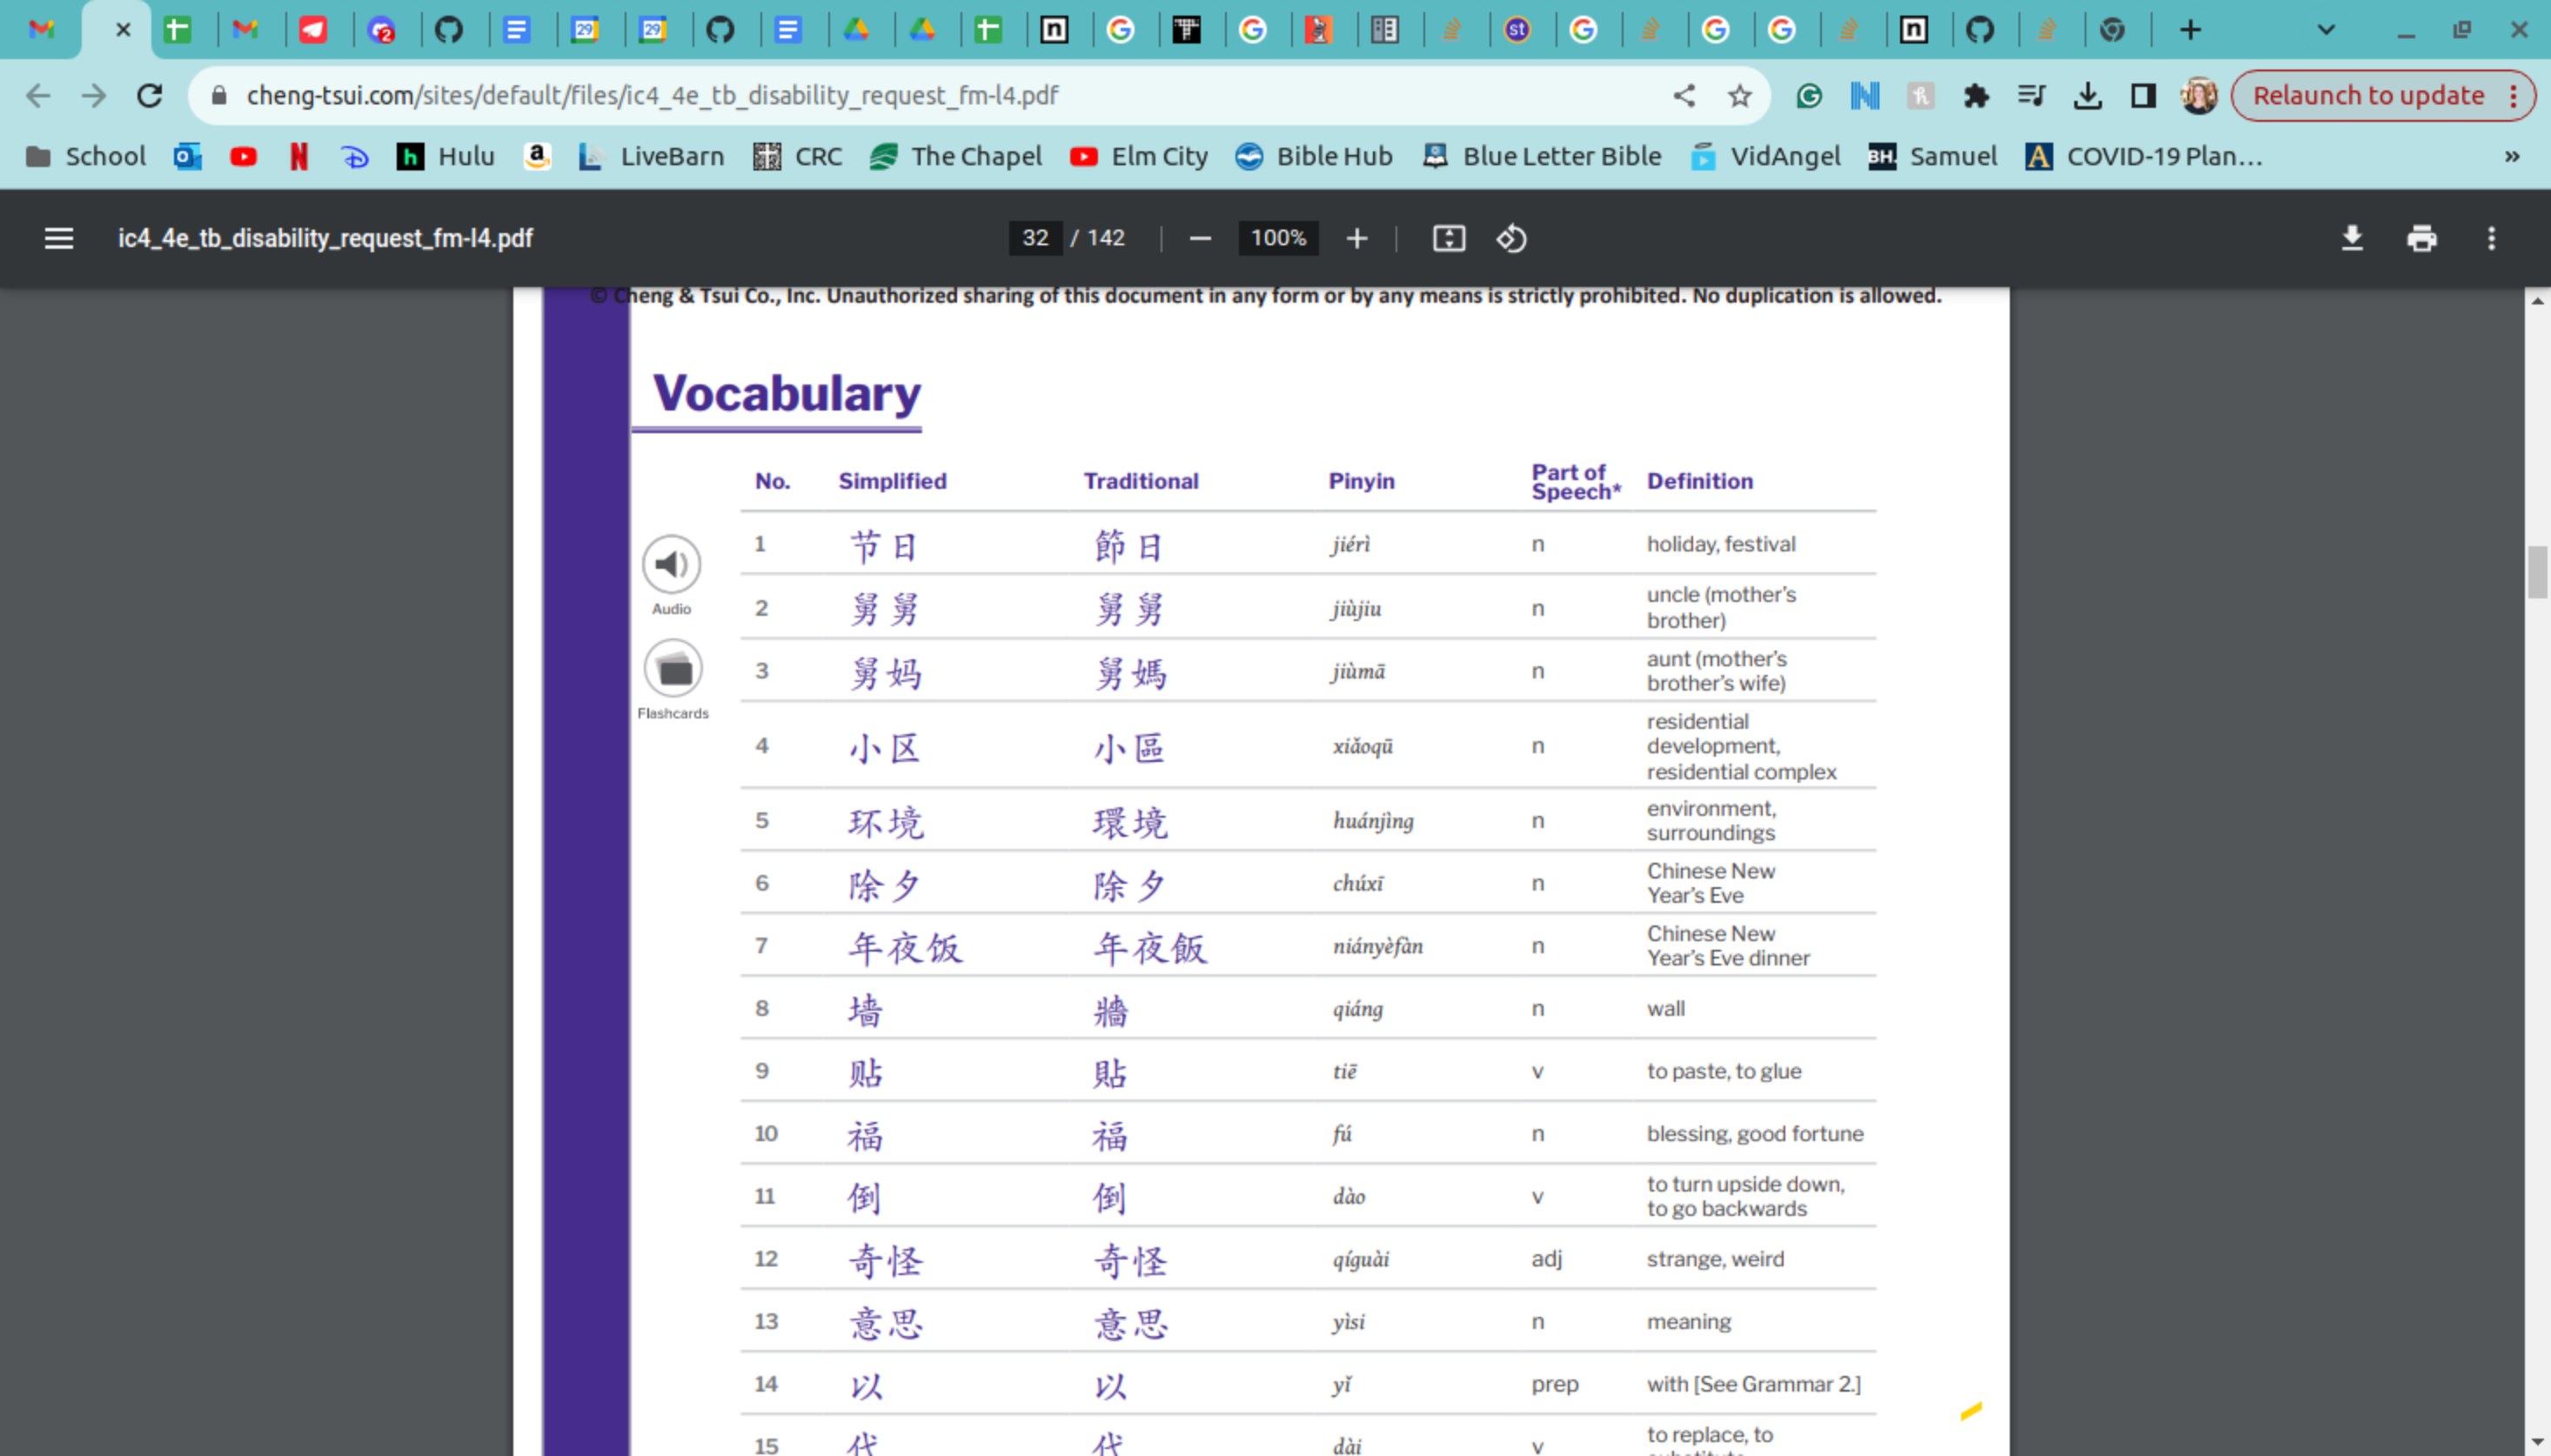 2
29
29
st
cheng-tsui.com/sites/default/files/ic4_4e_tb_disability_request_fm-l4.pdf
Relaunch to update
School
Hulu
LiveBarn
CRC
The Chapel
Elm City
Bible Hub
Blue Letter Bible
VidAngel
BH.
Samuel
COVID-19 Plan…
»
ic4_4e_tb_disability_request_fm-l4.pdf
32 / 142
100%
© Cheng & Tsui Co., Inc. Unauthorized sharing of this document in any form or by any means is strictly prohibited. No duplication is allowed.
Vocabulary
No. Simplified Traditional Pinyin Part of Speech* Definition
Audio
Flashcards
1 节日 節日 jiérì n holiday, festival
2 舅舅 舅舅 jiùjiu n uncle (mother's
brother)
3 舅妈 舅媽 jiùmā n aunt (mother's
brother's wife)
4 小区 小區 xiǎoqū n residential
development,
residential complex
5 环境 環境 huánjìng n environment,
surroundings
6 除夕 除夕 chúxī n Chinese New
Year's Eve
7 年夜饭 年夜飯 niányèfàn n Chinese New
Year's Eve dinner
8 墙 牆 qiáng n wall
9 贴 貼 tiē v to paste, to glue
10 福 福 fú n blessing, good fortune
11 倒 倒 dào v to turn upside down,
to go backwards
12 奇怪 奇怪 qíguài adj strange, weird
13 意思 意思 yìsi n meaning
14 以 以 yǐ prep with [See Grammar 2.]
15 代 代 dài v to replace, to